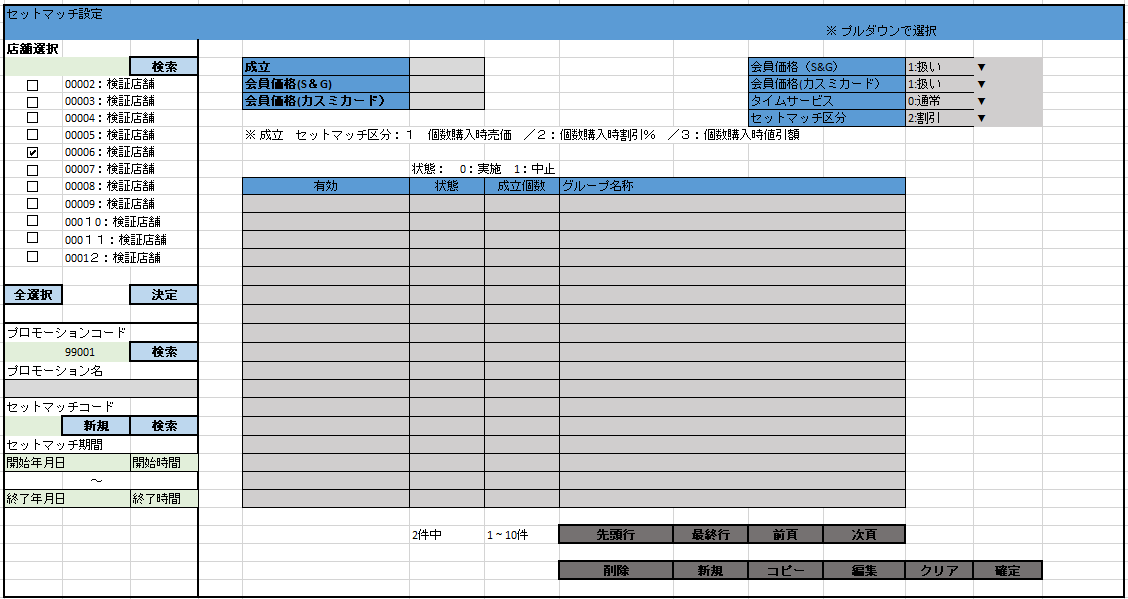 セットマッチ設定
※ プルダウンで選択
店舗選択
検索
00002：検証店舗
00003：検証店舗
00004：検証店舗
00005：検証店舗
00006：検証店舗
00007：検証店舗
00008：検証店舗
00009：検証店舗
000１0：検証店舗
000１１：検証店舗
0001２：検証店舗
全選択 決定
プロモーションコード
99001 検索
プロモーション名
セットマッチコード
新規 検索
セットマッチ期間
開始年月日 開始時間
～
終了年月日 終了時間
成立
会員価格(S＆G)
会員価格(カスミカード）
会員価格（S&G） 1:扱い ▼
会員価格(カスミカード） 1:扱い ▼
タイムサービス 0:通常 ▼
セットマッチ区分 2:割引 ▼
※ 成立 セットマッチ区分：１ 個数購入時売価 ／２：個数購入時割引% ／３：個数購入時値引額
状態： 0：実施 1：中止
有効 状態 成立個数 グループ名称
2件中 1～10件 先頭行 最終行 前頁 次頁
削除 新規 コピー 編集 クリア 確定